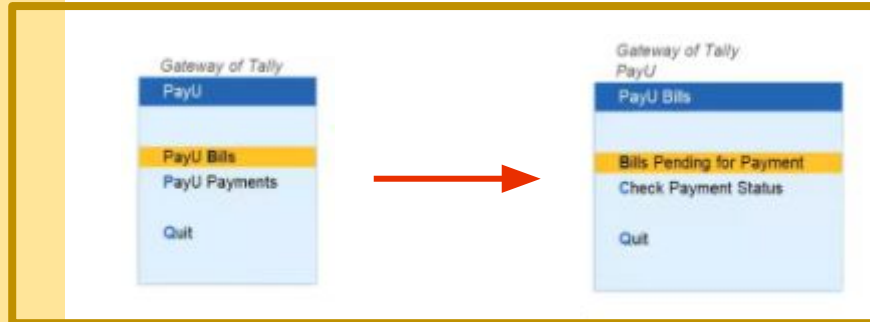 Gateway of Tally
PayU
PayU Bills
PayU Payments
Quit
Gateway of Tally
PayU
PayU Bills
Bills Pending for Payment
Check Payment Status
Quit